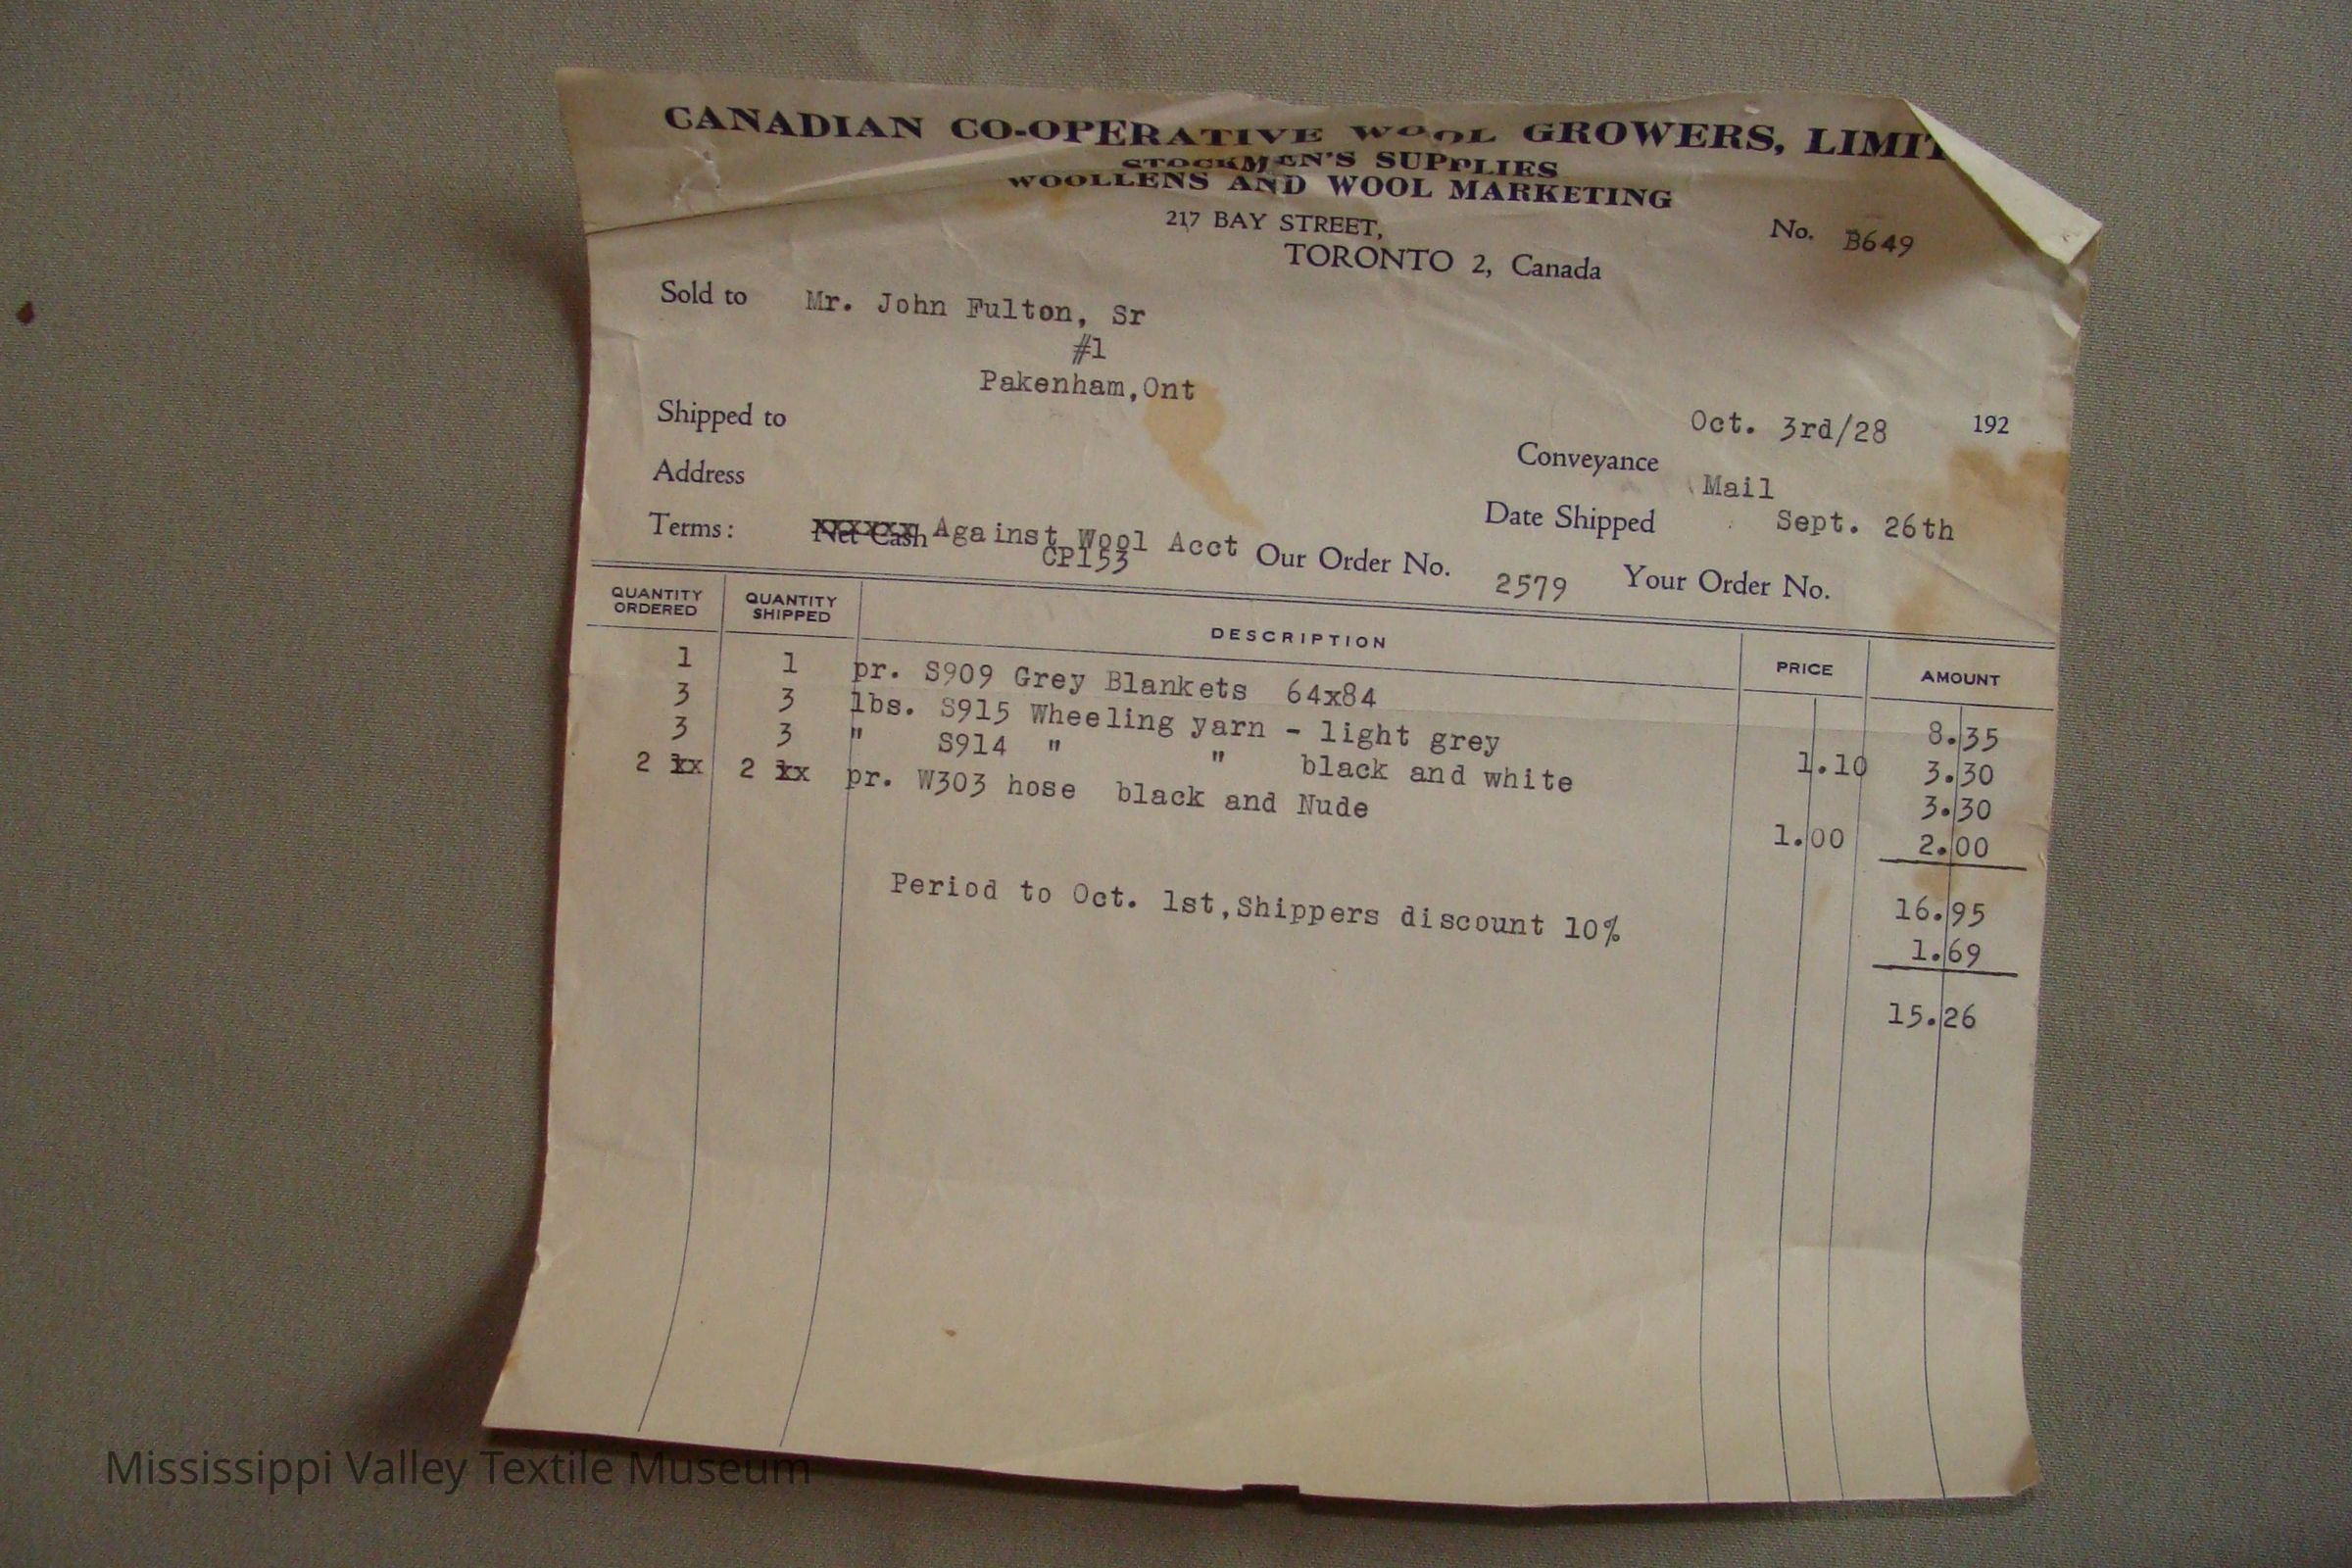 CANADIAN CO-OPERATIVE WOOL GROWERS, LIMIT
STOCKMEN'S SUPPLIES
WOOLLENS AND WOOL MARKETING
217 BAY STREET,
TORONTO 2, Canada
No. B649
Sold to Mr. John Fulton, Sr
#1
Pakenham, Ont
Shipped to
Oct. 3rd/28 192
Address
Conveyance Mail
Date Shipped Sept. 26th
Terms: Net Cash xxxxxx Against Wool Acct
CP153
Our Order No. 2579 Your Order No.
QUANTITY ORDERED QUANTITY SHIPPED DESCRIPTION PRICE AMOUNT
1 1 pr. S909 Grey Blankets 64x84 8.35
3 3 lbs. S915 Wheeling yarn - light grey 1.10 3.30
3 3 " S914 " " black and white 3.30
2 1x 2 1x pr. W303 hose black and Nude 1.00 2.00
16.95
Period to Oct. 1st, Shippers discount 10% 1.69
15.26
Mississippi Valley Textile Museum